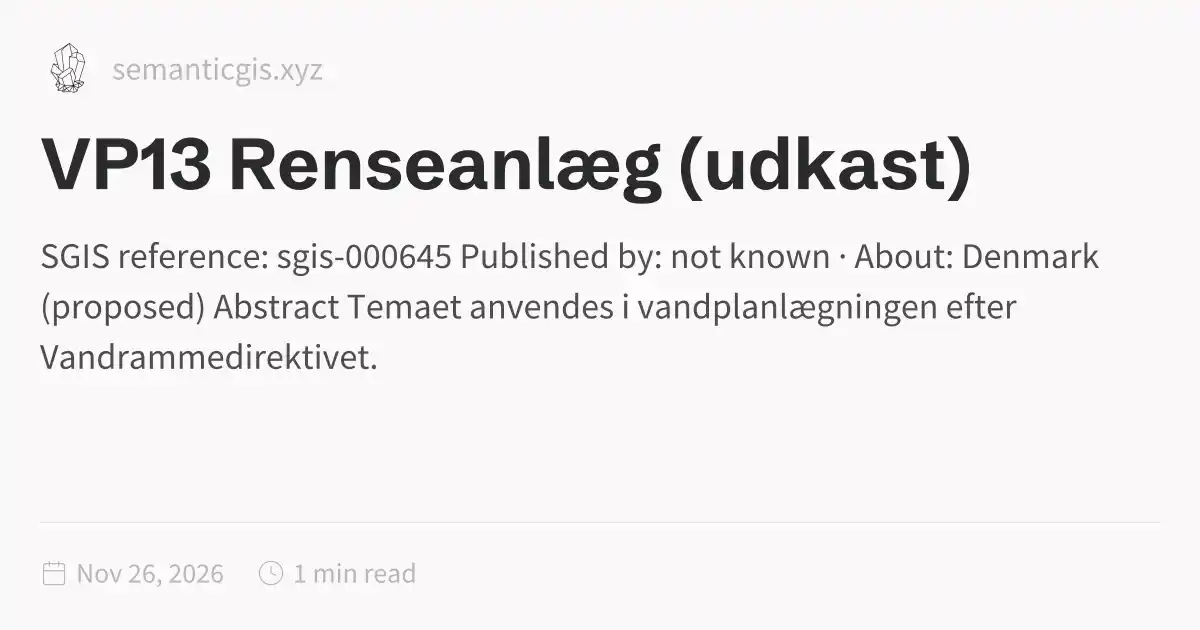 semanticgis.xyz
VP13 Renseanlæg (udkast)
SGIS reference: sgis-000645 Published by: not known · About: Denmark
(proposed) Abstract Temaet anvendes i vandplanlægningen efter
Vandrammedirektivet.
Nov 26, 2026 1 min read